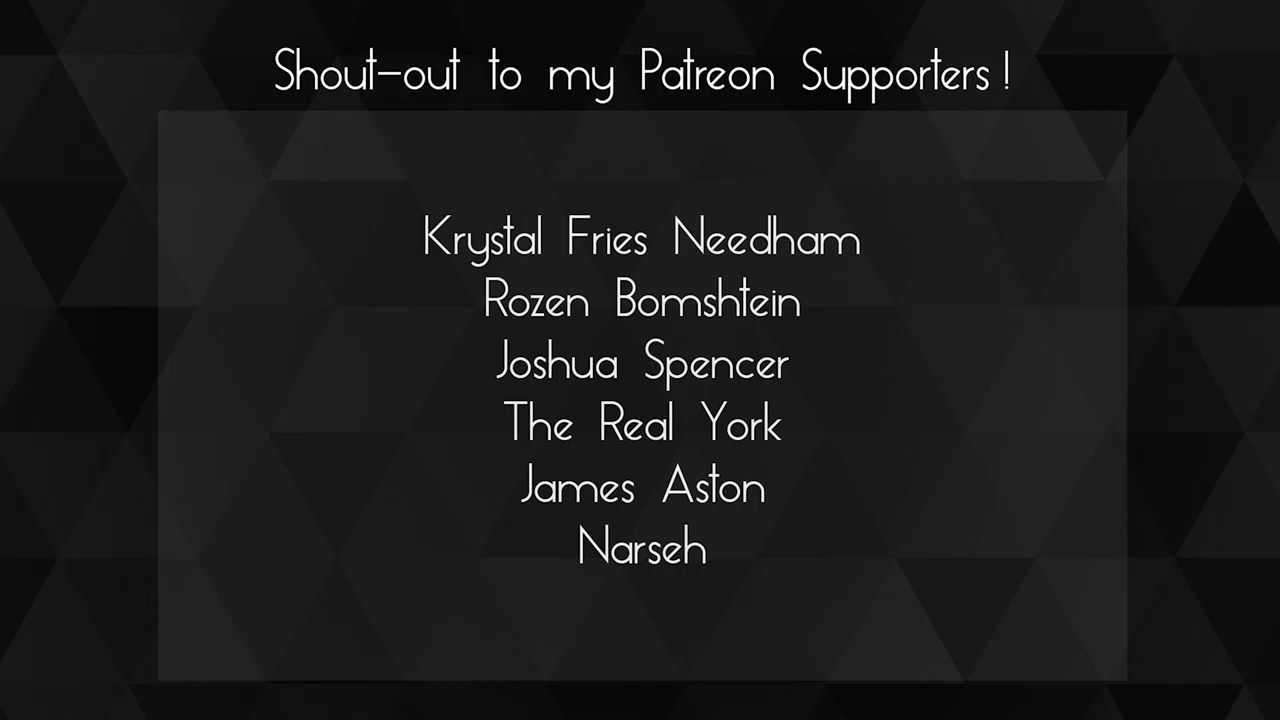 Shout-out to my Patreon Supporters!
Krystal Fries Needham
Rozen Bomshtein
Joshua Spencer
The Real York
James Aston
Narseh